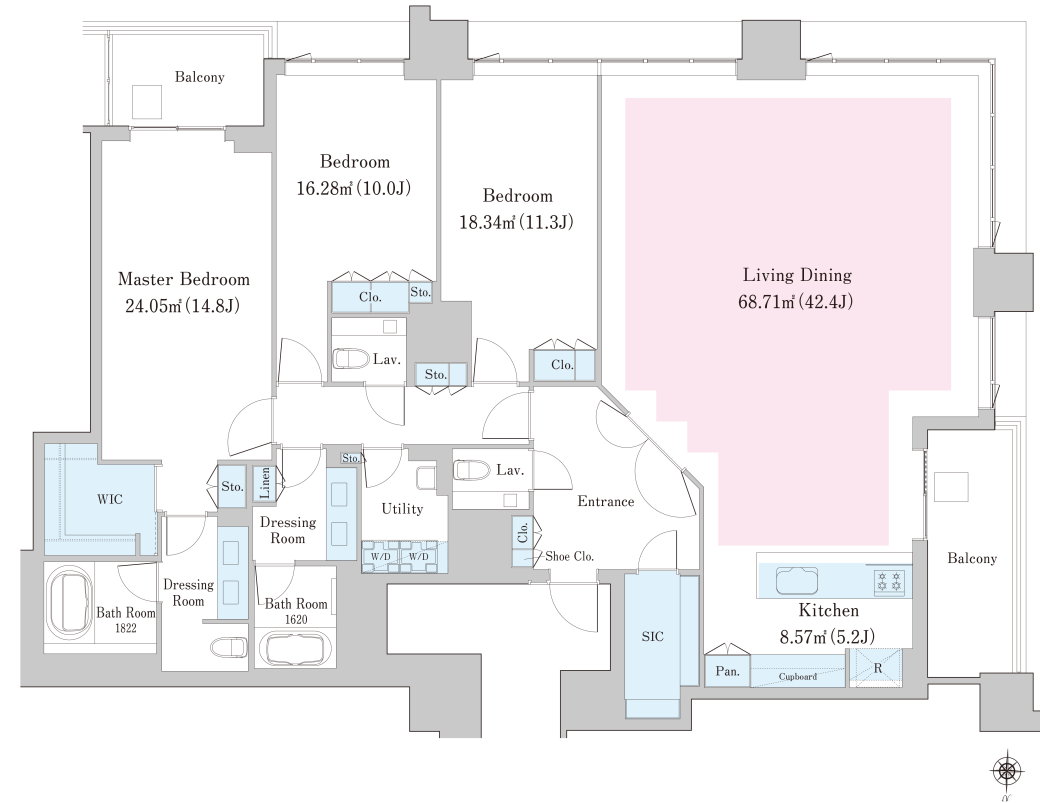 Balcony
Bedroom
16.28㎡(10.0J)
Bedroom
18.34㎡(11.3J)
Master Bedroom
24.05㎡(14.8J)
Living Dining
68.71㎡(42.4J)
Clo.
Sto.
Lav.
Sto.
Clo.
WIC
Sto.
Linen
Sto.
Dressing
Room
Utility
W/D
W/D
Lav.
Entrance
Clo.
Shoe Clo.
Balcony
Dressing
Room
Bath Room
1822
Bath Room
1620
SIC
Kitchen
8.57㎡(5.2J)
Pan.
Cupboard
R